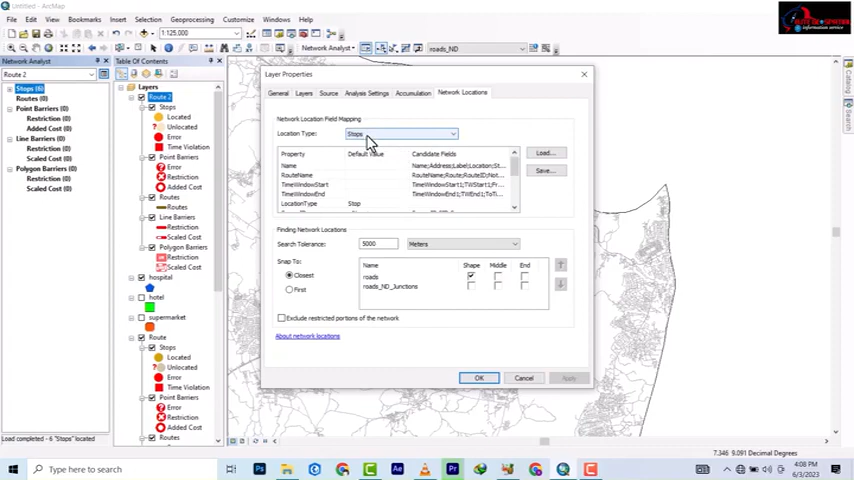 Untitled - ArcMap
File Edit View Bookmarks Insert Selection Geoprocessing Customize Windows Help
1:125.000
Network Analyst roads_ND
Network Analyst
Route 2
Stops (6)
Routes (0)
Point Barriers (0)
Restriction (0)
Added Cost (0)
Line Barriers (0)
Restriction (0)
Scaled Cost (0)
Polygon Barriers (0)
Restriction (0)
Scaled Cost (0)
Table Of Contents
Layers
Route 2
Stops
Located
Unlocated
Error
Time Violation
Point Barriers
Error
Restriction
Added Cost
Routes
Routes
Line Barriers
Restriction
Scaled Cost
Polygon Barriers
Restriction
Scaled Cost
hospital
hotel
supermarket
Route
Stops
Located
Unlocated
Error
Time Violation
Point Barriers
Error
Restriction
Added Cost
Routes
Layer Properties
General Layers Source Analysis Settings Accumulation Network Locations
Network Location Field Mapping
Location Type: Stops
Property Default Value Candidate Fields
Name Name;Address;Label;Location;St...
RouteName RouteName;Route;RouteID;Not...
TimeWindowStart TimeWindowStart1;TWStart1;Fr...
TimeWindowEnd TimeWindowEnd1;TWEnd1;ToTi...
LocationType Stop
Load...
Save...
Finding Network Locations
Search Tolerance: 5000 Meters
Snap To:
Closest
First
Name Shape Middle End
roads
roads_ND_Junctions
Exclude restricted portions of the network
About network locations
OK Cancel Apply
Catalog
Search
information service
Load completed - 6 "Stops" located
7.346 9.091 Decimal Degrees
Type here to search
4:08 PM
6/3/2023